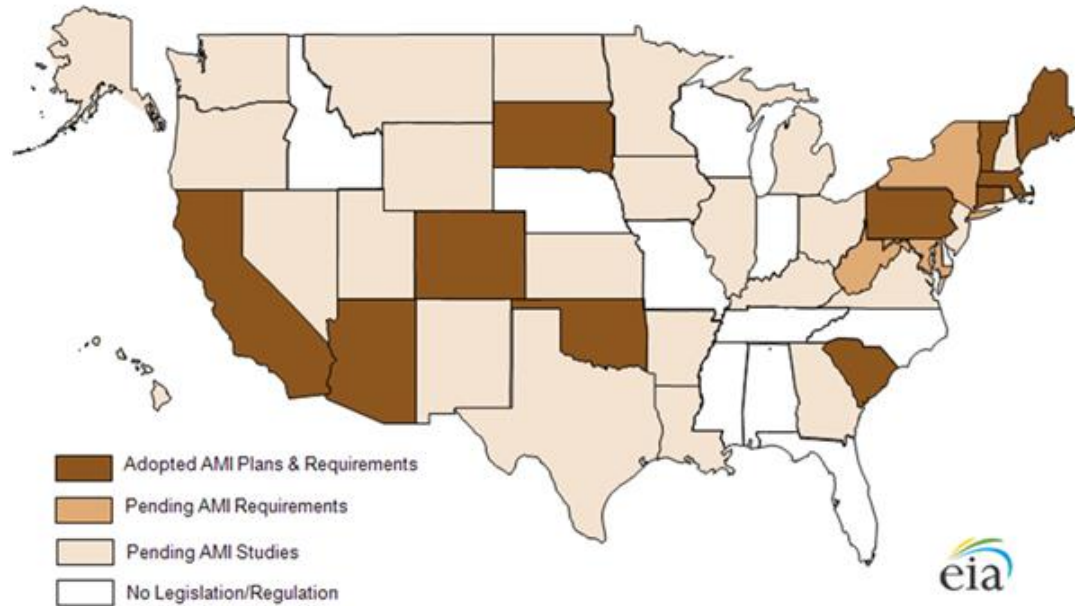 Adopted AMI Plans & Requirements
Pending AMI Requirements
Pending AMI Studies
No Legislation/Regulation
eia